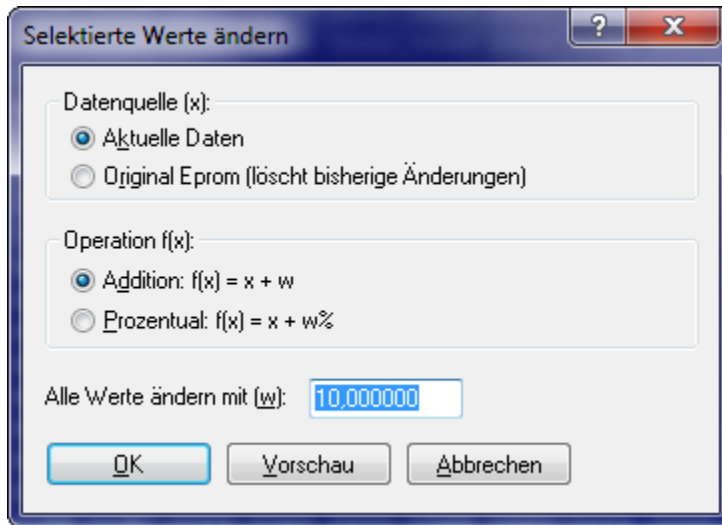 Selektierte Werte ändern
?
X
Datenquelle (x):
Aktuelle Daten
Original Eprom (löscht bisherige Änderungen)
Operation f(x):
Addition: f(x) = x + w
Prozentual: f(x) = x + w%
Alle Werte ändern mit (w): 10,000000
OK Vorschau Abbrechen